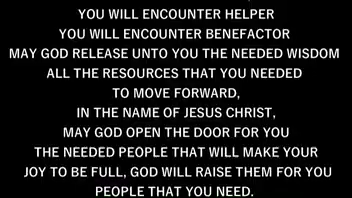 YOU WILL ENCOUNTER HELPER
YOU WILL ENCOUNTER BENEFACTOR
MAY GOD RELEASE UNTO YOU THE NEEDED WISDOM
ALL THE RESOURCES THAT YOU NEEDED
TO MOVE FORWARD,
IN THE NAME OF JESUS CHRIST,
MAY GOD OPEN THE DOOR FOR YOU
THE NEEDED PEOPLE THAT WILL MAKE YOUR
JOY TO BE FULL, GOD WILL RAISE THEM FOR YOU
PEOPLE THAT YOU NEED.